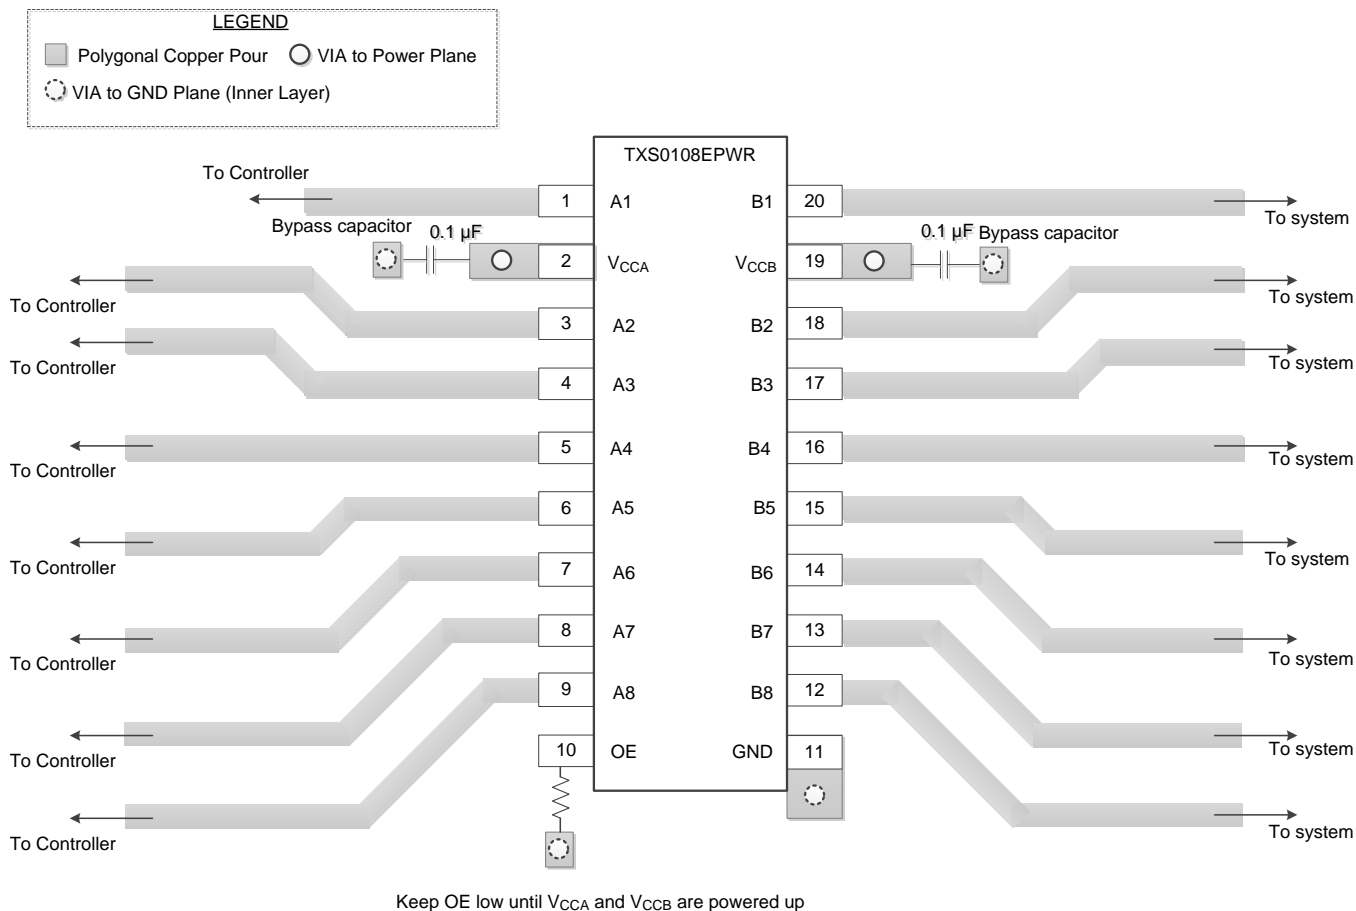 LEGEND
Polygonal Copper Pour
VIA to Power Plane
VIA to GND Plane (Inner Layer)
TXS0108EPWR
To Controller
1 A1 B1 20
To system
Bypass capacitor
0.1 µF
0.1 µF
Bypass capacitor
2 VCCA VCCB 19
To Controller
To system
3 A2 B2 18
To Controller
To system
4 A3 B3 17
5 A4 B4 16
To Controller
To system
6 A5 B5 15
To Controller
To system
7 A6 B6 14
To Controller
To system
8 A7 B7 13
9 A8 B8 12
To Controller
To system
10 OE GND 11
To Controller
To system
Keep OE low until VCCA and VCCB are powered up